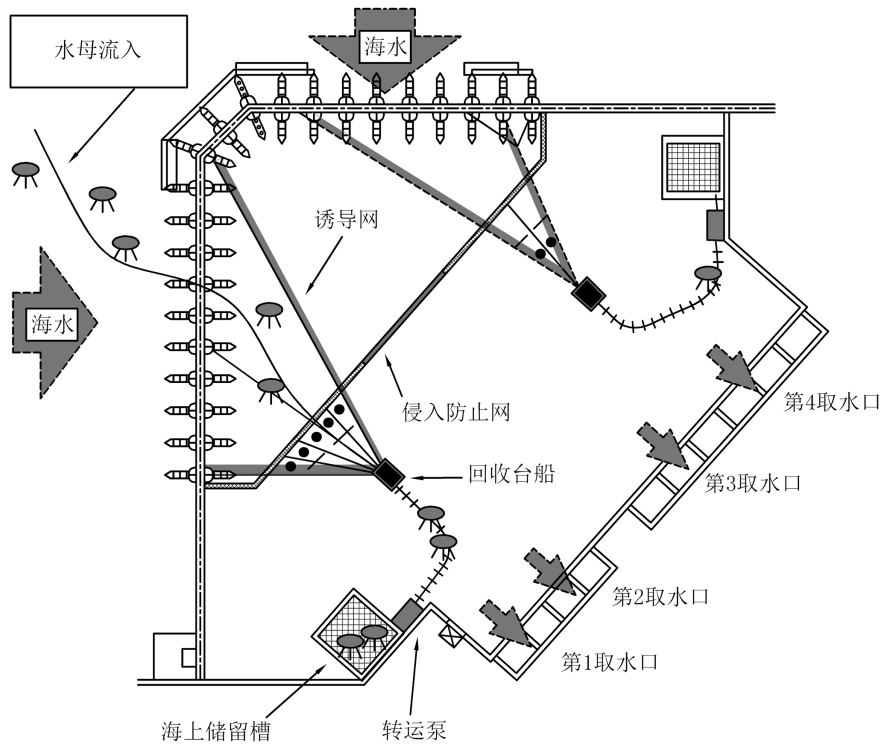 水母流入
海水
海水
诱导网
侵入防止网
回收台船
第4取水口
第3取水口
第2取水口
第1取水口
海上储留槽
转运泵